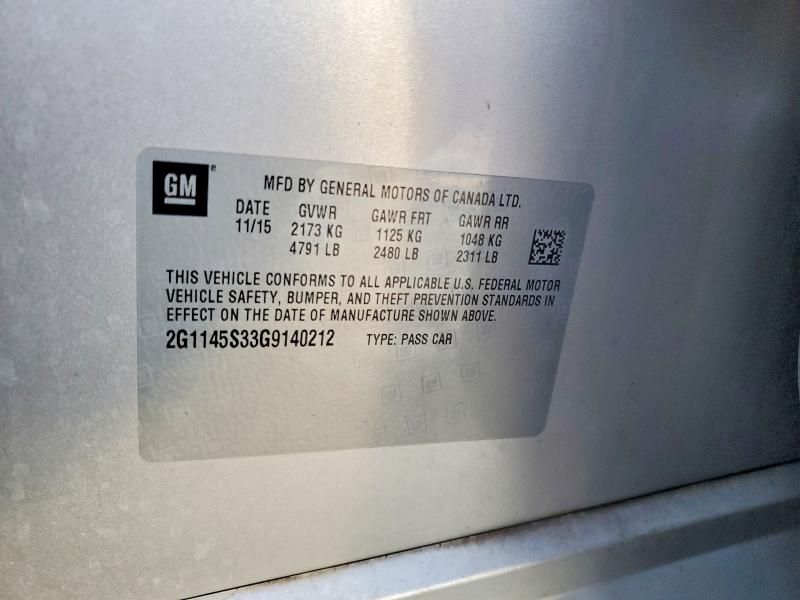 GM®
MFD BY GENERAL MOTORS OF CANADA LTD.
DATE GVWR GAWR FRT GAWR RR
11/15 2173 KG 1125 KG 1048 KG
4791 LB 2480 LB 2311 LB
THIS VEHICLE CONFORMS TO ALL APPLICABLE U.S. FEDERAL MOTOR
VEHICLE SAFETY, BUMPER, AND THEFT PREVENTION STANDARDS IN
EFFECT ON THE DATE OF MANUFACTURE SHOWN ABOVE.
2G1145S33G9140212 TYPE: PASS CAR